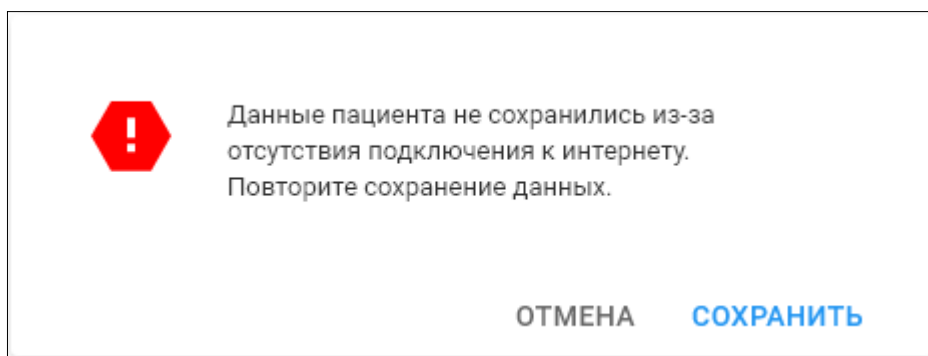 Данные пациента не сохранились из-за
отсутствия подключения к интернету.
Повторите сохранение данных.
ОТМЕНА СОХРАНИТЬ